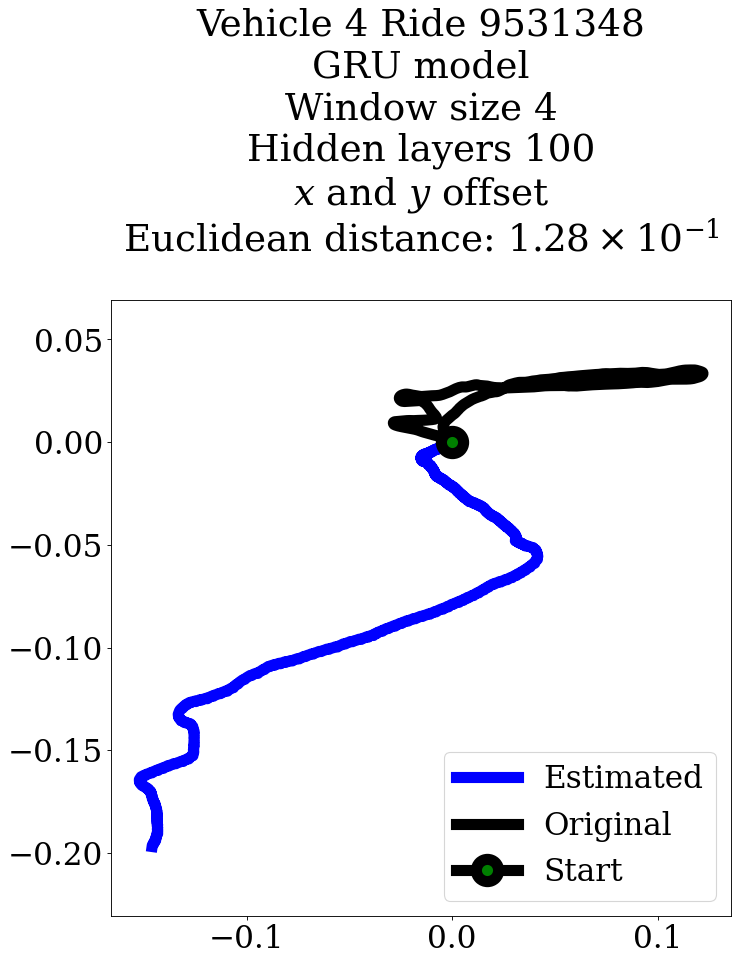 Vehicle 4 Ride 9531348
GRU model
Window size 4
Hidden layers 100
x and y offset
Euclidean distance: 1.28 × 10⁻¹
0.05
0.00
−0.05
−0.10
−0.15
−0.20
Estimated
Original
Start
−0.1 0.0 0.1